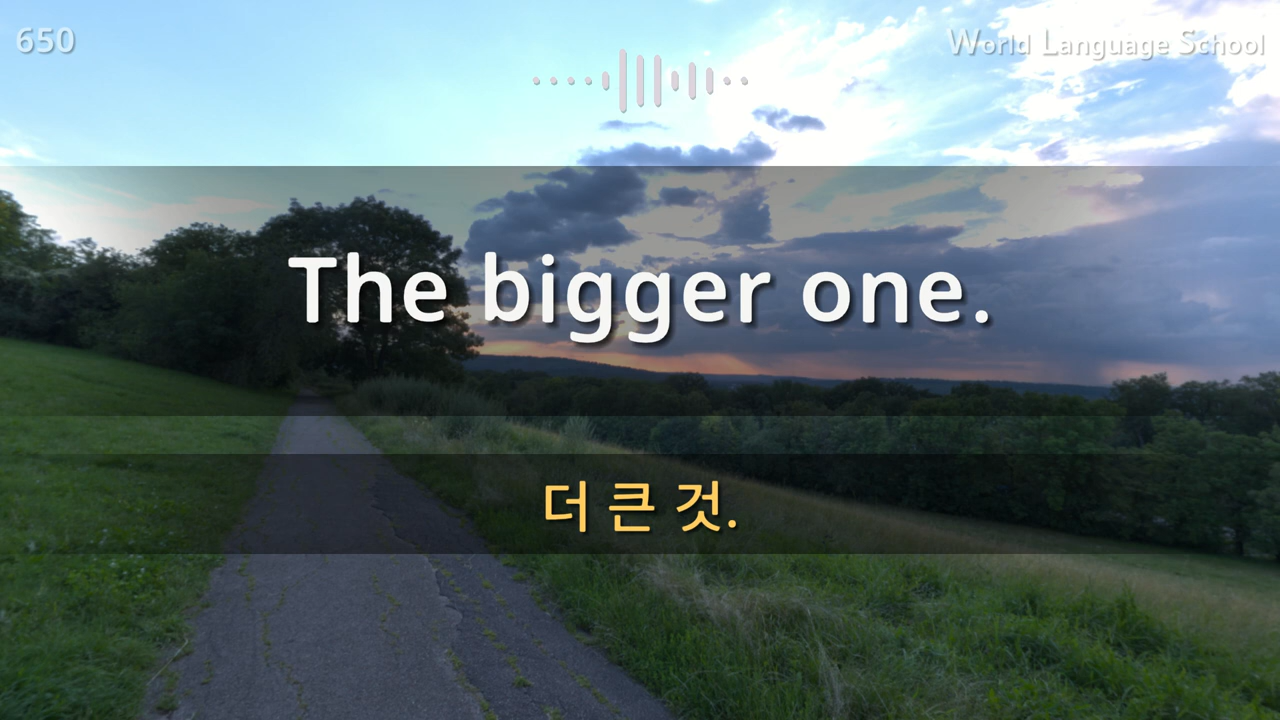 650
World Language School
The bigger one.
더 큰 것.